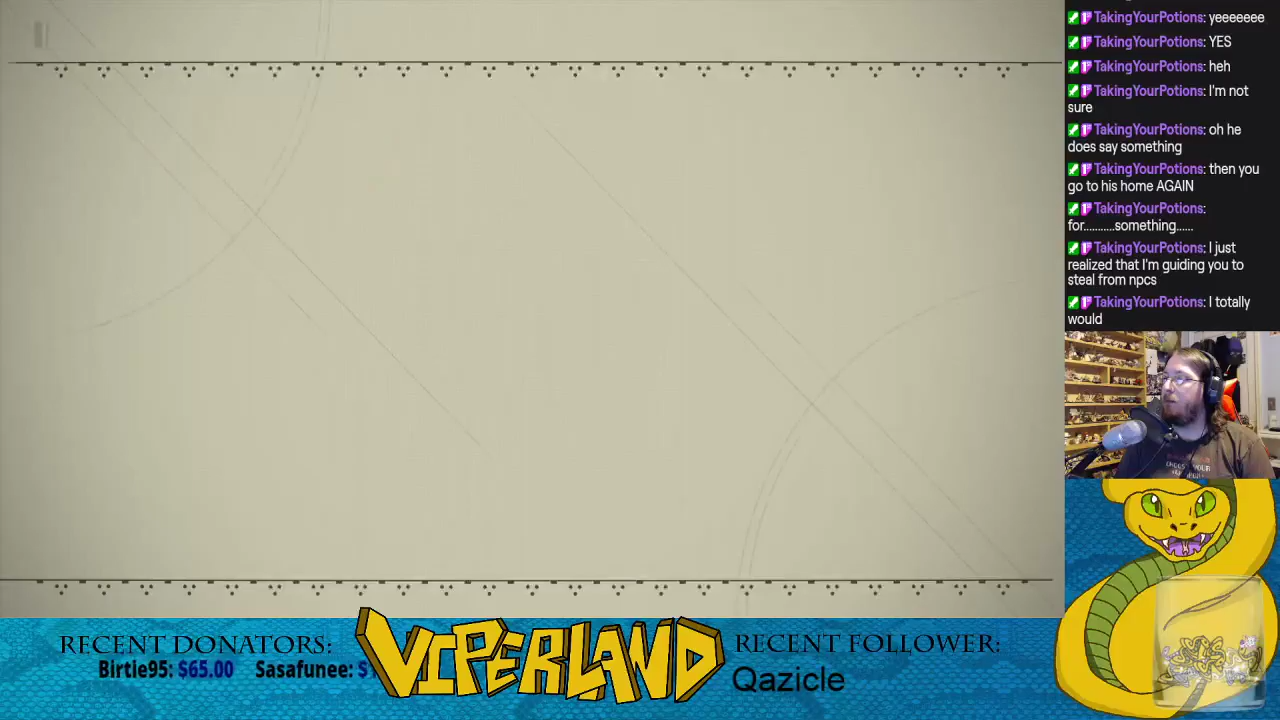 TakingYourPotions: yeeeeeee
TakingYourPotions: YES
TakingYourPotions: heh
TakingYourPotions: I'm not
sure
TakingYourPotions: oh he
does say something
TakingYourPotions: then you
go to his home AGAIN
TakingYourPotions:
for...........something......
TakingYourPotions: I just
realized that I'm guiding you to
steal from npcs
TakingYourPotions: I totally
would
RECENT DONATORS:
Birtie95: $65.00 Sasafunee: $
VIPERLAND
RECENT FOLLOWER:
Qazicle